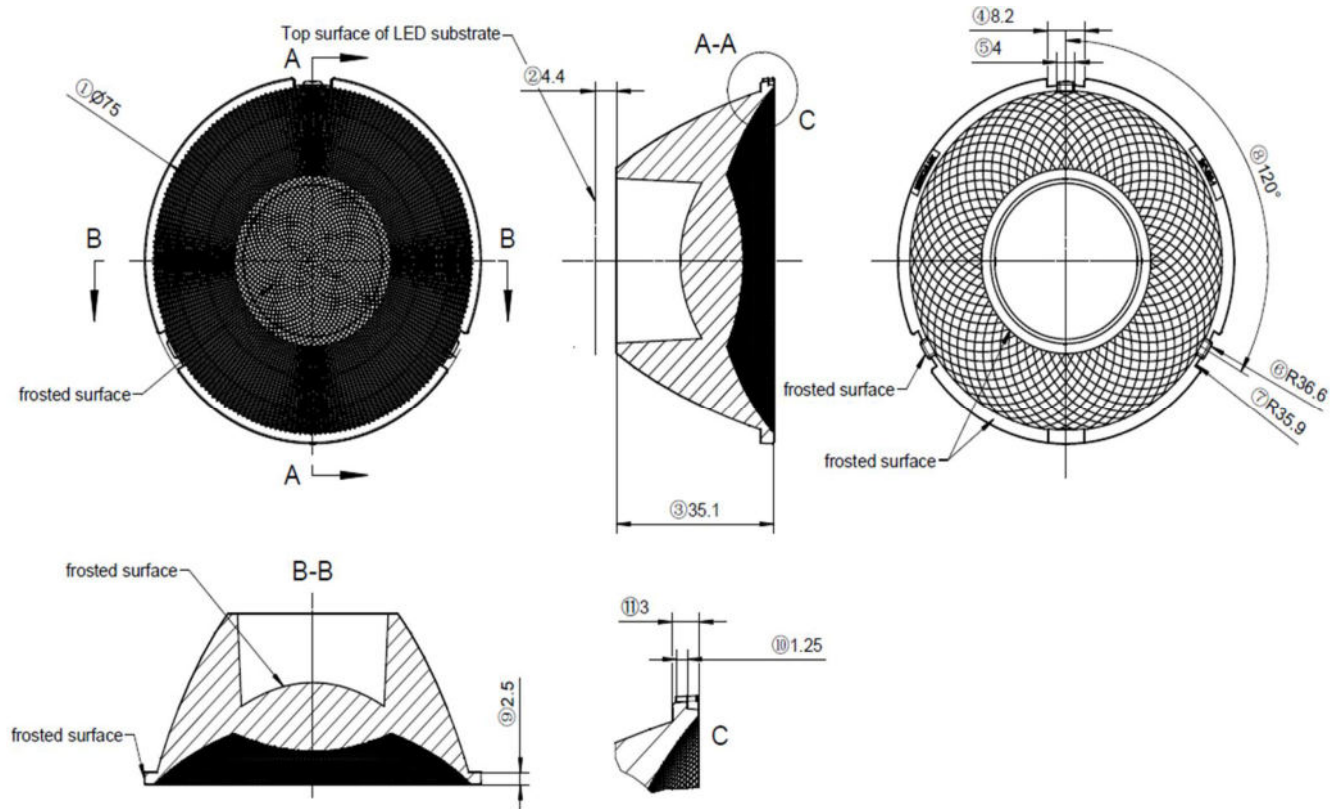 Top surface of LED substrate
A
①Ø75
B
B
frosted surface
A
②4.4
A-A
C
③35.1
④8.2
⑤4
⑧120°
⑥R36.6
⑦R35.9
frosted surface
frosted surface
frosted surface
B-B
frosted surface
⑨2.5
⑪3
⑩1.25
C